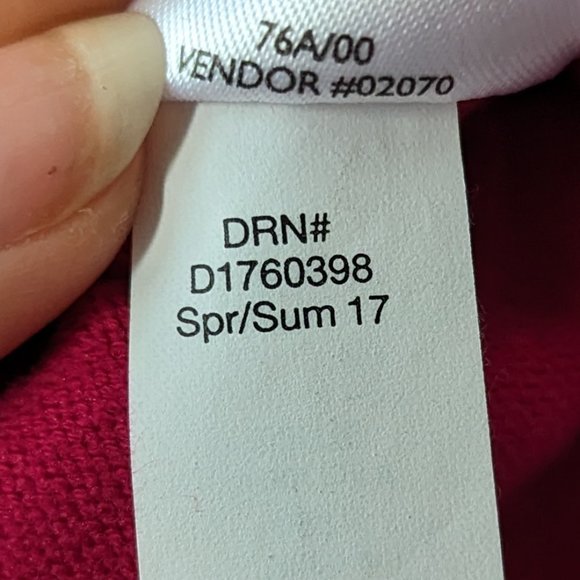 76A/00
VENDOR #02070
DRN#
D1760398
Spr/Sum 17